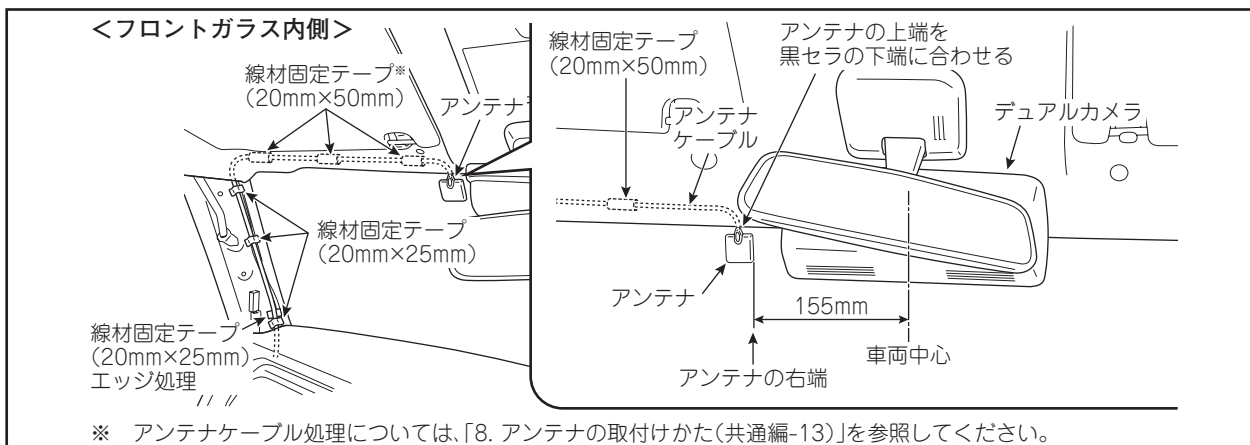 ＜フロントガラス内側＞
線材固定テープ※
(20mm×50mm)
アンテナ
線材固定テープ
(20mm×25mm)
線材固定テープ
(20mm×25mm)
エッジ処理
線材固定テープ
(20mm×50mm)
アンテナの上端を
黒セラの下端に合わせる
アンテナ
ケーブル
デュアルカメラ
アンテナ
155mm
車両中心
アンテナの右端
※　アンテナケーブル処理については、「8. アンテナの取付けかた(共通編-13)」を参照してください。